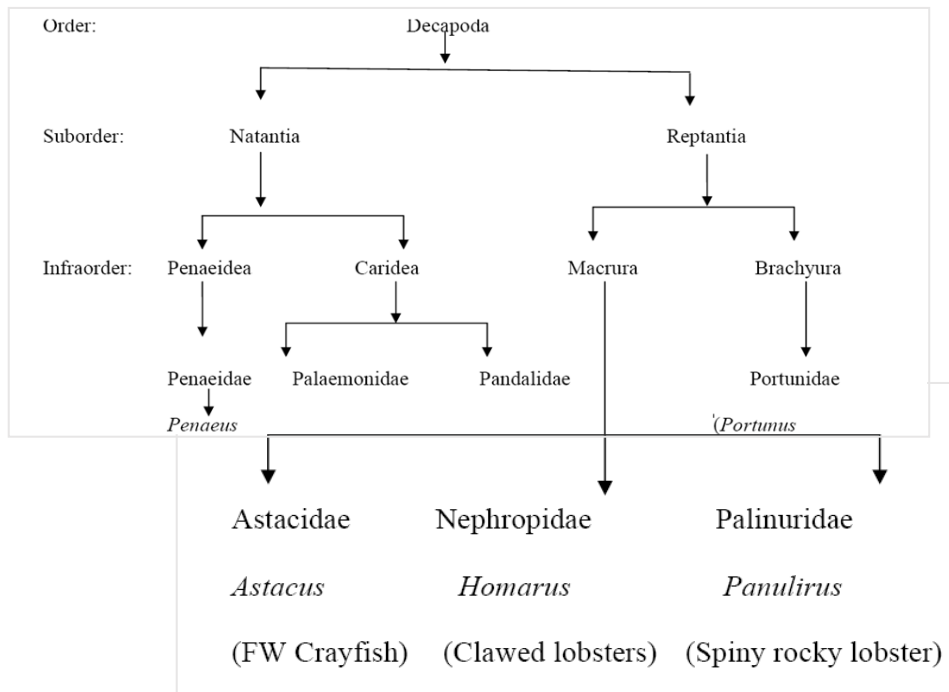 Order: Decapoda
Suborder: Natantia Reptantia
Infraorder: Penaeidea Caridea Macrura Brachyura
Penaeidae Palaemonidae Pandalidae Portunidae
Penaeus (Portunus
Astacidae Nephropidae Palinuridae
Astacus Homarus Panulirus
(FW Crayfish) (Clawed lobsters) (Spiny rocky lobster)